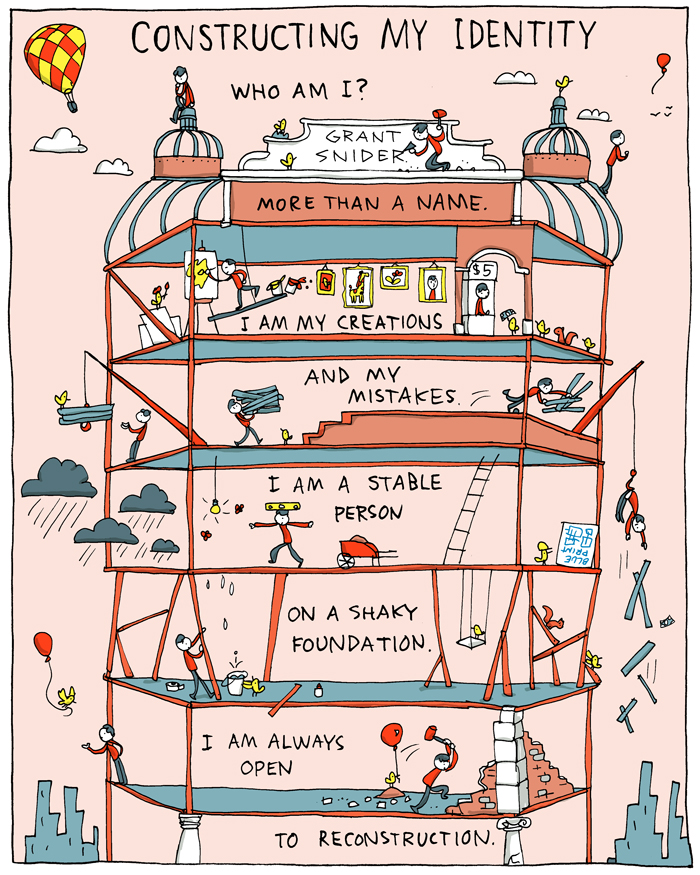 CONSTRUCTING MY IDENTITY
WHO AM I?
GRANT
SNIDER
MORE THAN A NAME.
$5
I AM MY CREATIONS
AND MY
MISTAKES.
I AM A STABLE
PERSON
BLUE
PRINT
ON A SHAKY
FOUNDATION.
I AM ALWAYS
OPEN
TO RECONSTRUCTION.